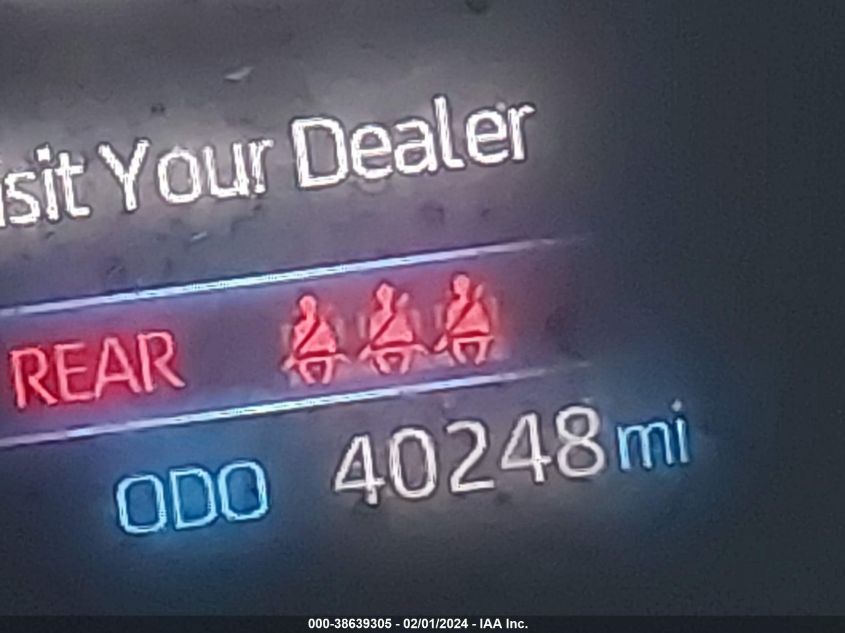 isit Your Dealer
REAR
ODO 40248 mi
000-38639305 - 02/01/2024 - IAA Inc.